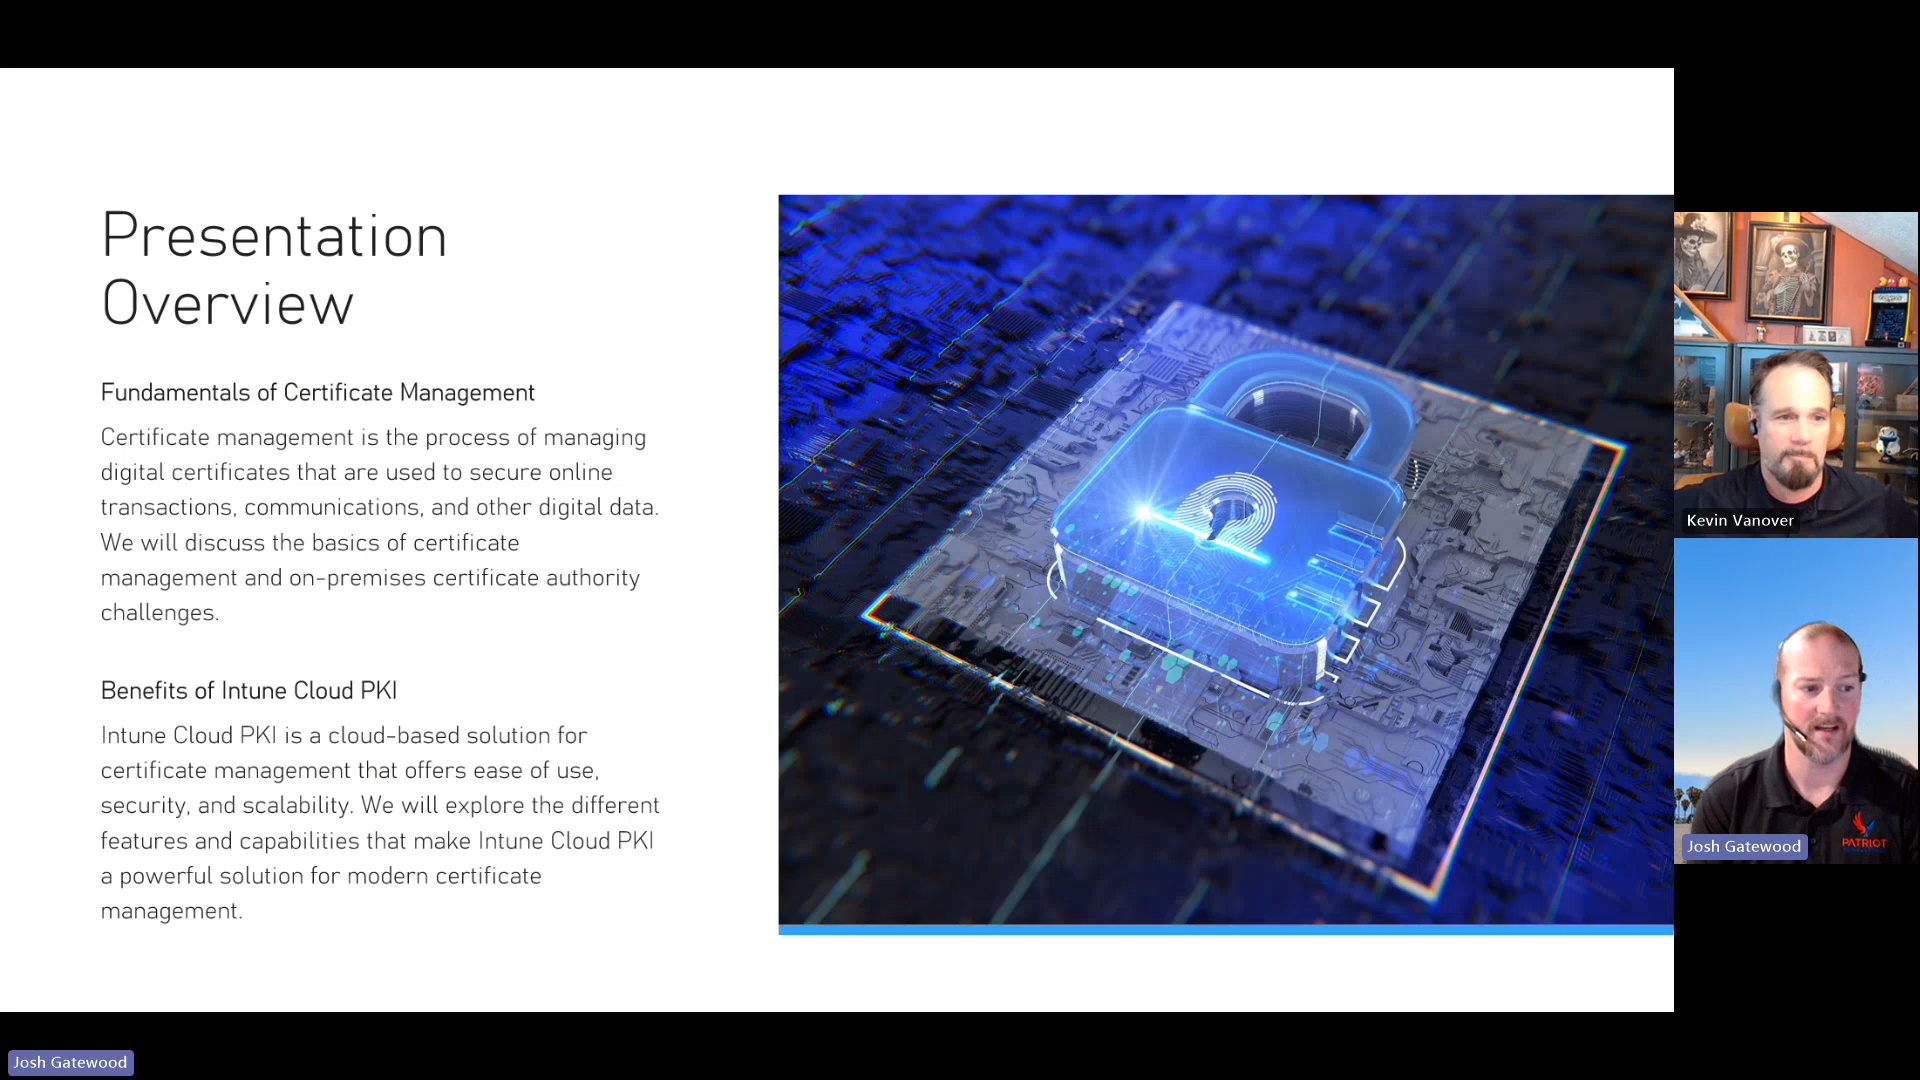 Presentation
Overview
Fundamentals of Certificate Management
Certificate management is the process of managing
digital certificates that are used to secure online
transactions, communications, and other digital data.
We will discuss the basics of certificate
management and on-premises certificate authority
challenges.
Benefits of Intune Cloud PKI
Intune Cloud PKI is a cloud-based solution for
certificate management that offers ease of use,
security, and scalability. We will explore the different
features and capabilities that make Intune Cloud PKI
a powerful solution for modern certificate
management.
Kevin Vanover
PATRIOT
Josh Gatewood
Josh Gatewood